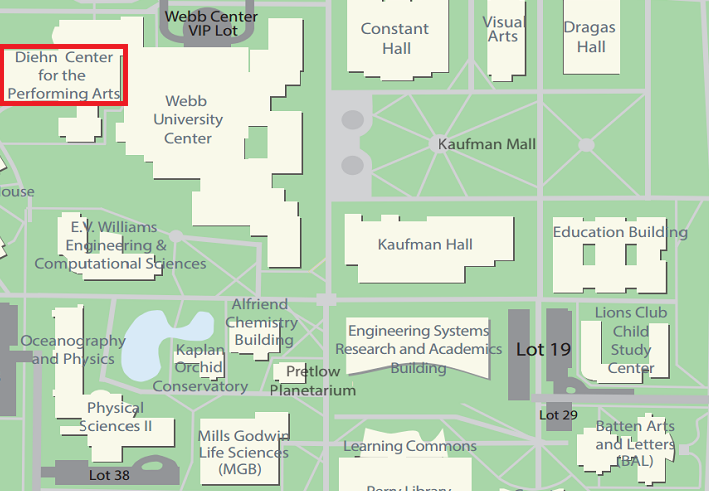 Webb Center
VIP Lot
Diehn Center
for the
Performing Arts
Webb
University
Center
Constant
Hall
Visual
Arts
Dragas
Hall
Kaufman Mall
ouse
E.V. Williams
Engineering &
Computational Sciences
Kaufman Hall
Education Building
Oceanography
and Physics
Alfriend
Chemistry
Building
Kaplan
Orchid
Conservatory
Pretlow
Planetarium
Engineering Systems
Research and Academics
Building
Lot 19
Lions Club
Child
Study
Center
Physical
Sciences II
Mills Godwin
Life Sciences
(MGB)
Lot 38
Learning Commons
Perry Library
Lot 29
Batten Arts
and Letters
(BAL)